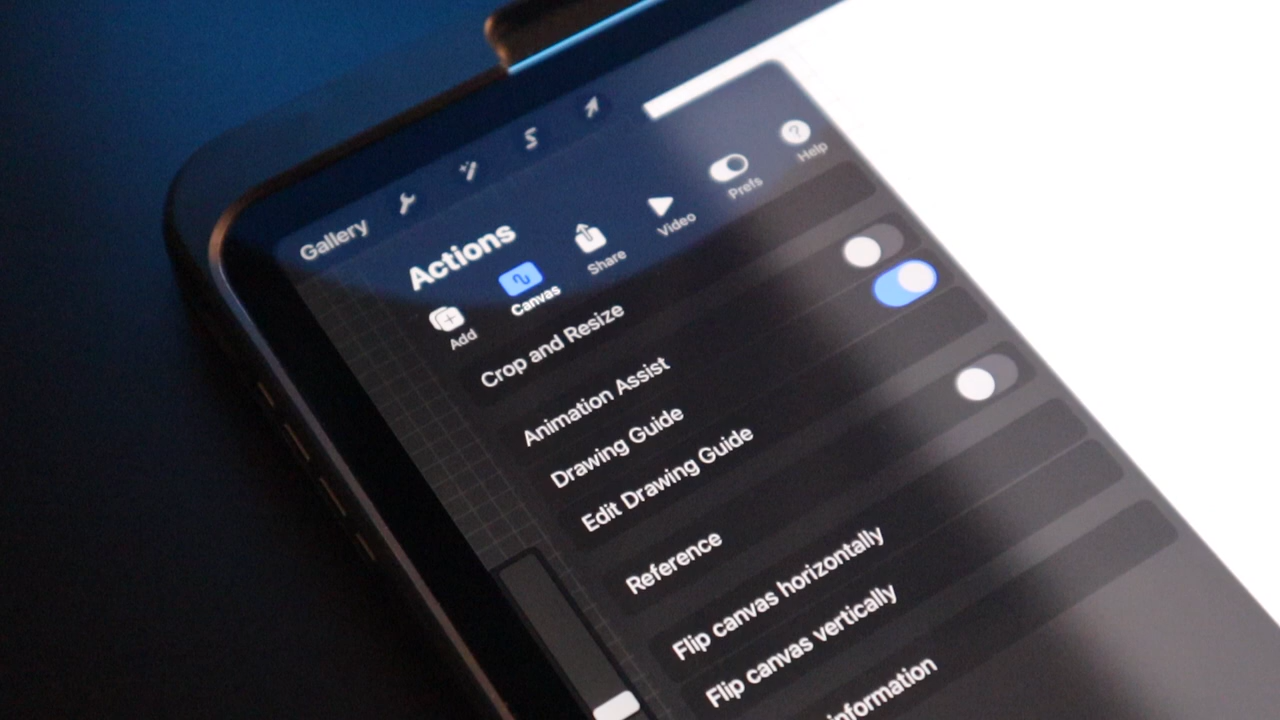 Gallery
Actions
Add
Canvas
Share
Video
Prefs
Help
Crop and Resize
Animation Assist
Drawing Guide
Edit Drawing Guide
Reference
Flip canvas horizontally
Flip canvas vertically
information